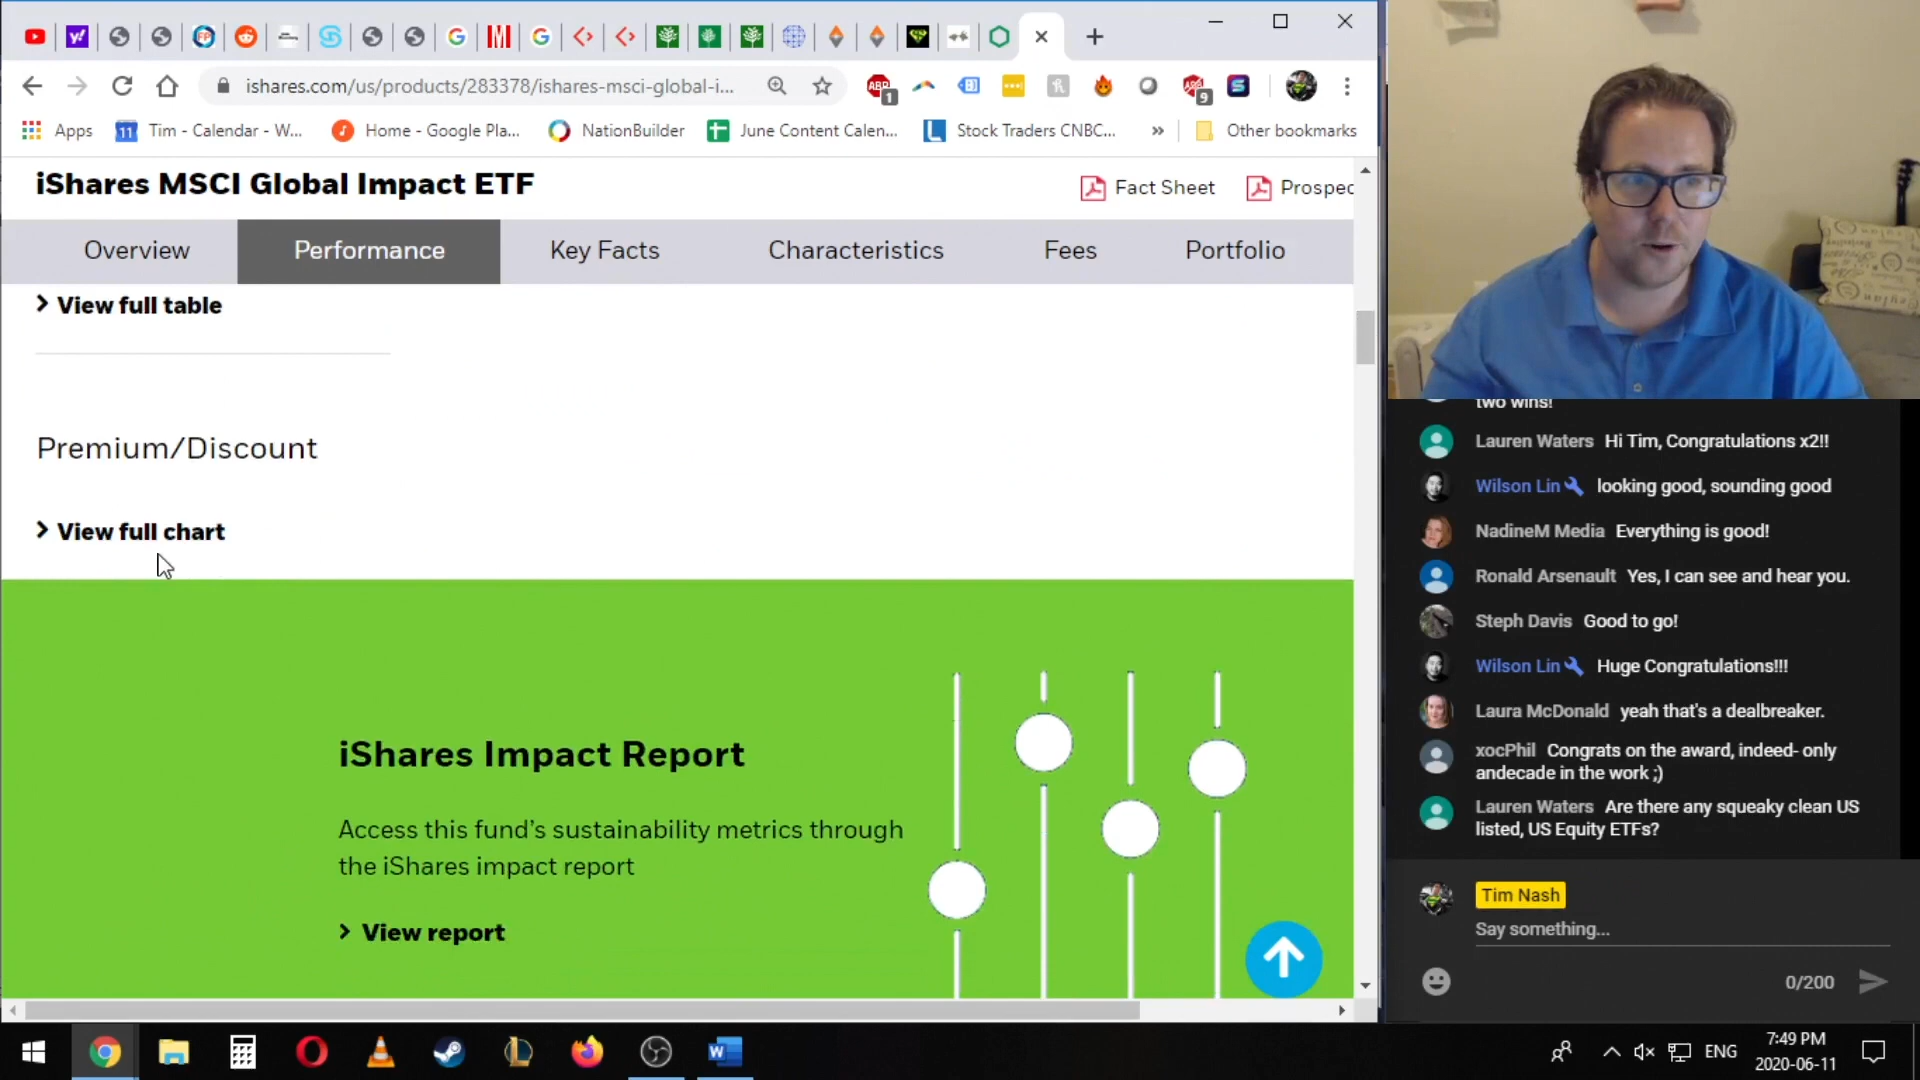 ishares.com/us/products/283378/ishares-msci-global-i...
ABP
1
9
Apps
11
Tim - Calendar - W...
Home - Google Pla...
NationBuilder
June Content Calen...
Stock Traders CNBC...
»
Other bookmarks
iShares MSCI Global Impact ETF
Fact Sheet
Prospec
Overview
Performance
Key Facts
Characteristics
Fees
Portfolio
View full table
Premium/Discount
View full chart
iShares Impact Report
Access this fund's sustainability metrics through
the iShares impact report
View report
two wins!
Lauren Waters Hi Tim, Congratulations x2!!
Wilson Lin looking good, sounding good
NadineM Media Everything is good!
Ronald Arsenault Yes, I can see and hear you.
Steph Davis Good to go!
Wilson Lin Huge Congratulations!!!
Laura McDonald yeah that's a dealbreaker.
xocPhil Congrats on the award, indeed- only
andecade in the work ;)
Lauren Waters Are there any squeaky clean US
listed, US Equity ETFs?
Tim Nash
Say something...
0/200
ENG
7:49 PM
2020-06-11